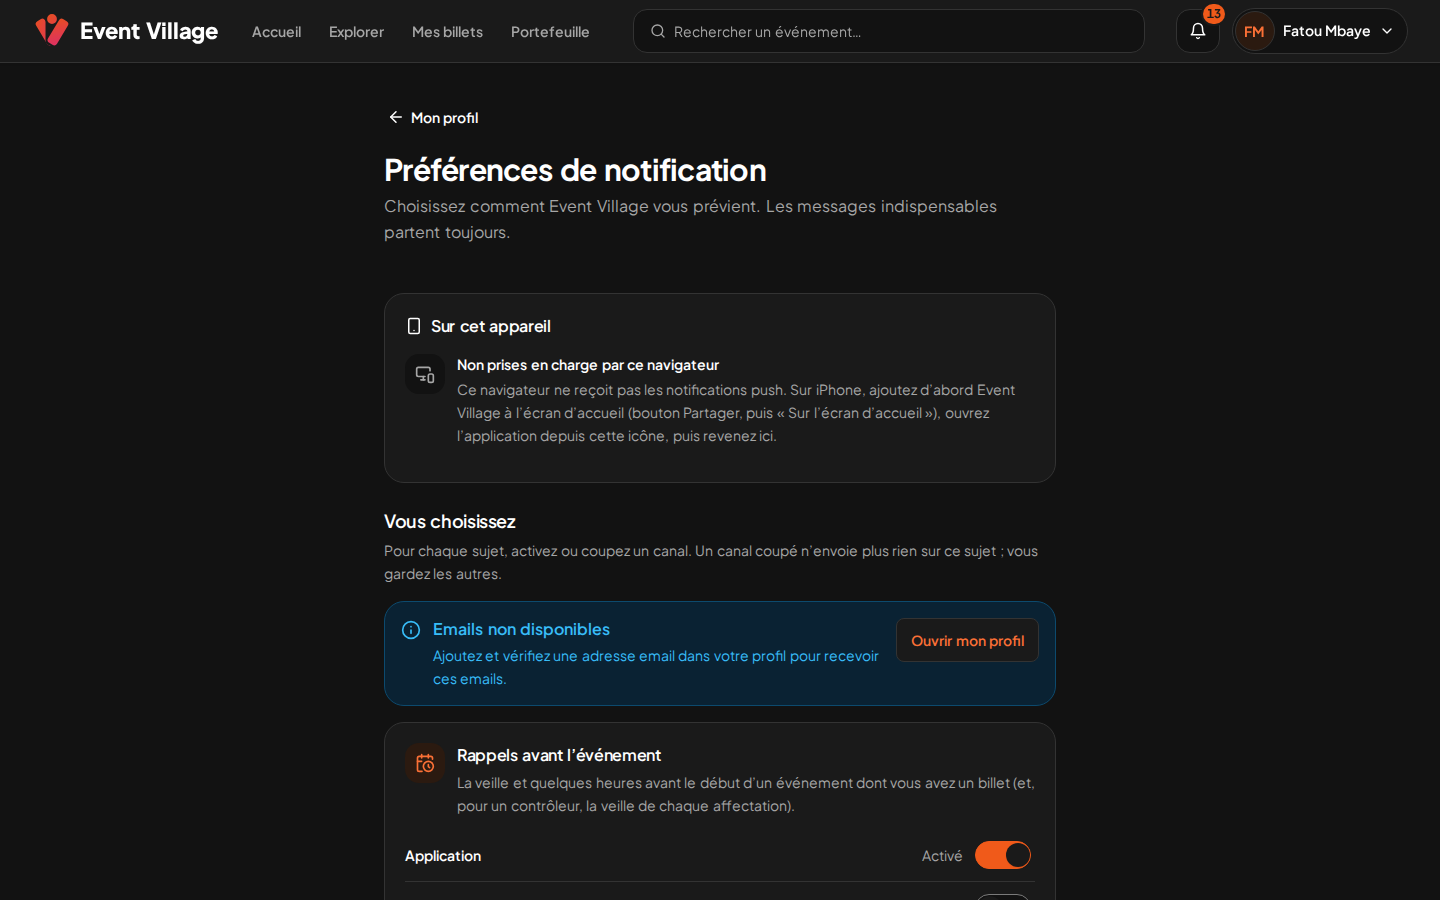 Event Village
Accueil
Explorer
Mes billets
Portefeuille
Rechercher un événement…
13
FM
Fatou Mbaye
Mon profil
Préférences de notification
Choisissez comment Event Village vous prévient. Les messages indispensables
partent toujours.
Sur cet appareil
Non prises en charge par ce navigateur
Ce navigateur ne reçoit pas les notifications push. Sur iPhone, ajoutez d’abord Event
Village à l’écran d’accueil (bouton Partager, puis « Sur l’écran d’accueil »), ouvrez
l’application depuis cette icône, puis revenez ici.
Vous choisissez
Pour chaque sujet, activez ou coupez un canal. Un canal coupé n’envoie plus rien sur ce sujet ; vous
gardez les autres.
Emails non disponibles
Ajoutez et vérifiez une adresse email dans votre profil pour recevoir
ces emails.
Ouvrir mon profil
Rappels avant l’événement
La veille et quelques heures avant le début d’un événement dont vous avez un billet (et,
pour un contrôleur, la veille de chaque affectation).
Application
Activé